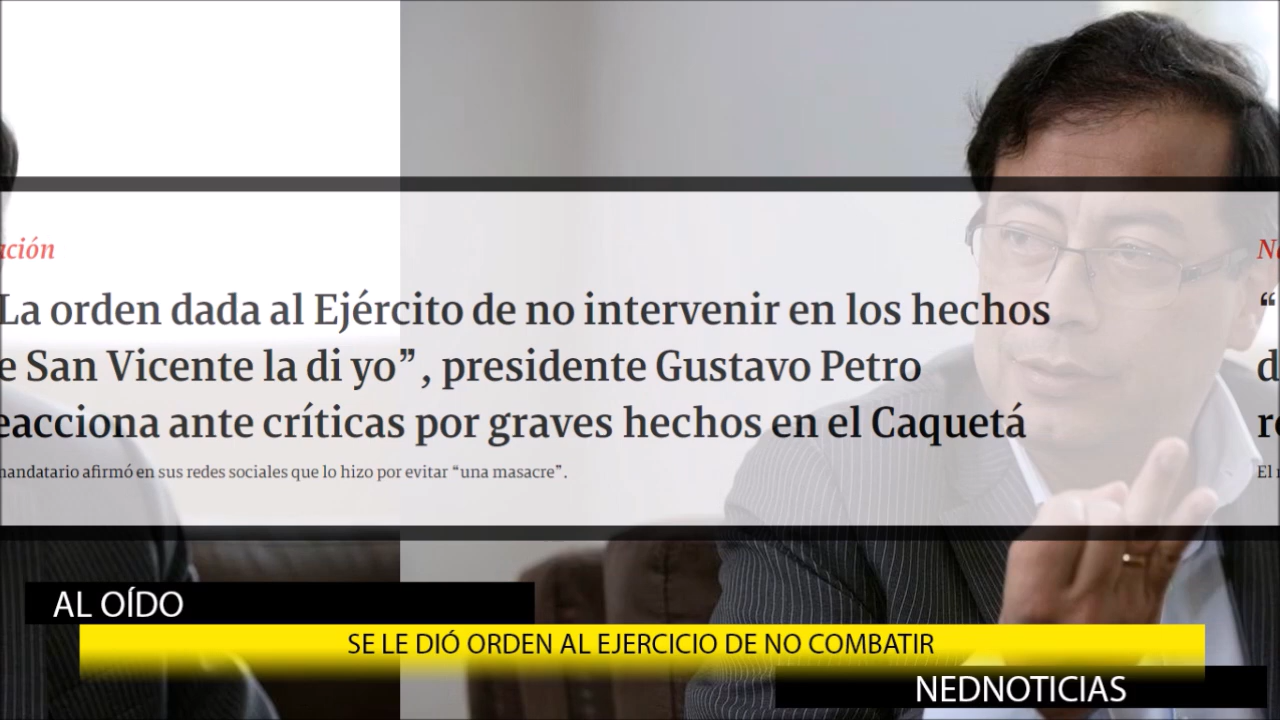 ación
La orden dada al Ejército de no intervenir en los hechos
e San Vicente la di yo”, presidente Gustavo Petro
eacciona ante críticas por graves hechos en el Caquetá
mandatario afirmó en sus redes sociales que lo hizo por evitar “una masacre”.
N
“
d
r
El
AL OÍDO
SE LE DIÓ ORDEN AL EJERCICIO DE NO COMBATIR
NEDNOTICIAS